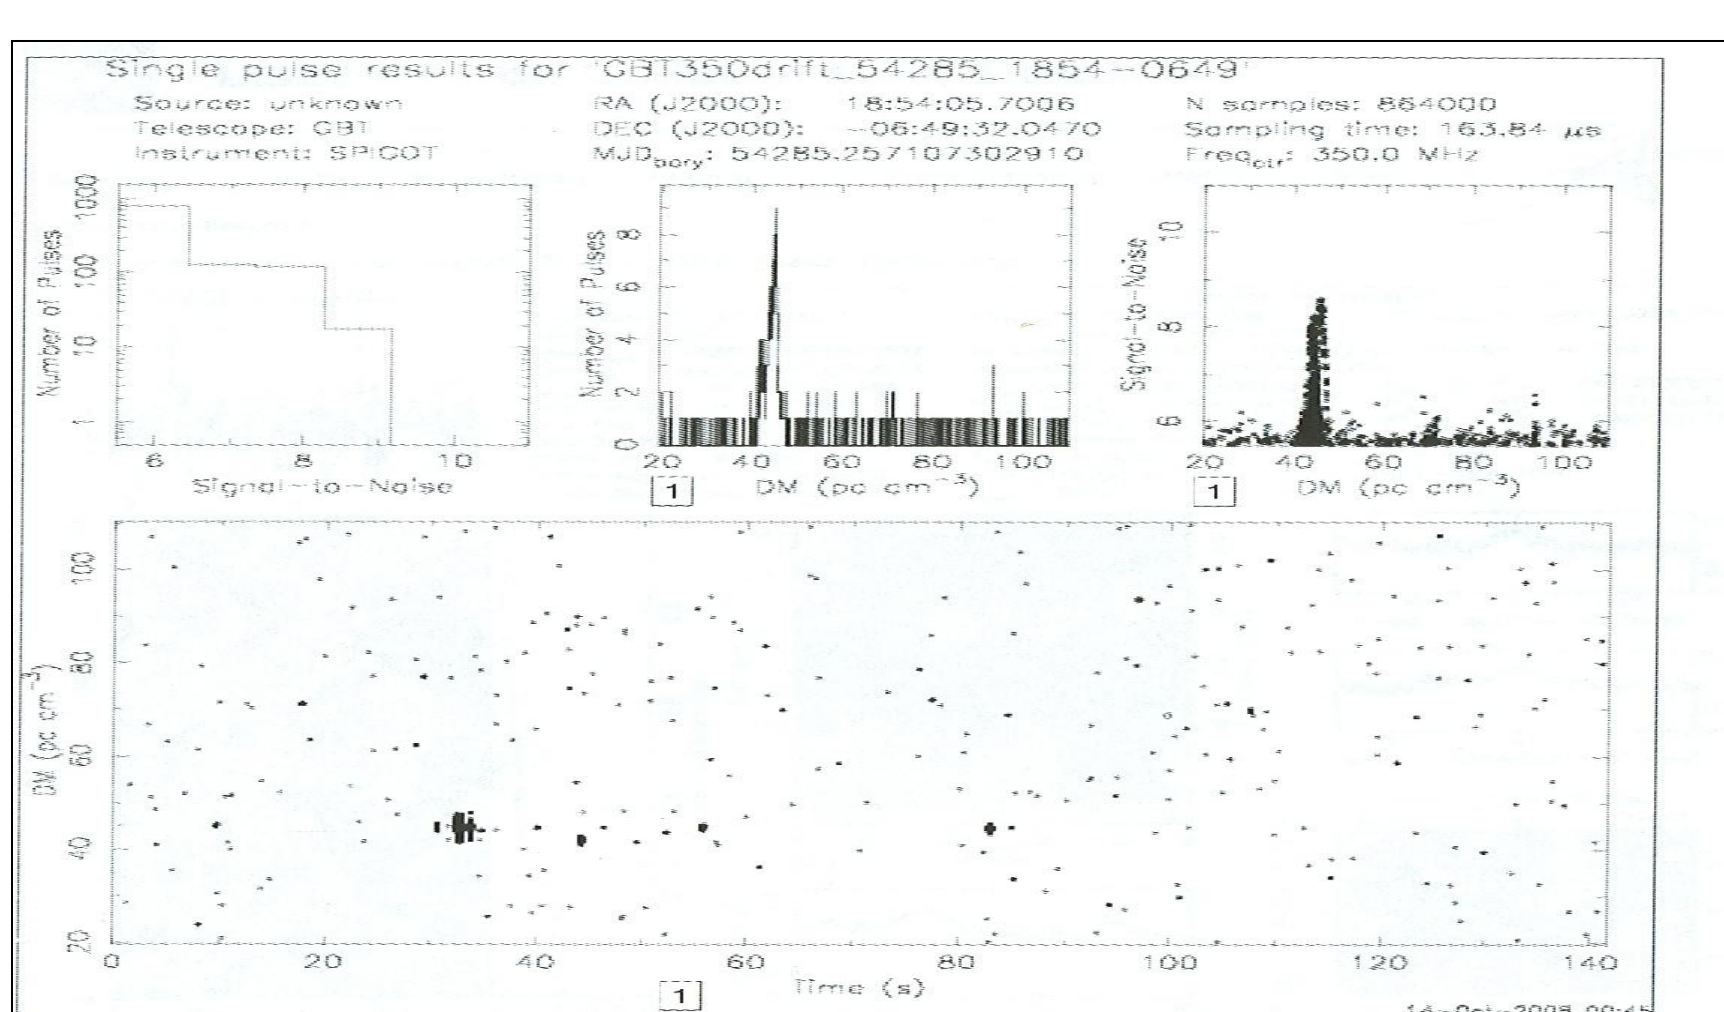 Single pulse results for 'GBT350drift_54285_1854-0649'
Source: unknown
Telescope: GBT
Instrument: SPIGOT
RA (J2000): 18:54:05.7006
DEC (J2000): -06:49:32.0470
MJD_bary: 54285.257107302910
N samples: 864000
Sampling time: 163.84 μs
Freq_ctr: 350.0 MHz
Number of Pulses
1000
100
10
1
6 8 10
Signal-to-Noise
Number of Pulses
8
6
4
2
0
20 40 60 80 100
1 DM (pc cm⁻³)
Signal-to-Noise
10
8
6
20 40 60 80 100
1 DM (pc cm⁻³)
DM (pc cm⁻³)
100
80
60
40
20
0 20 40 60 80 100 120 140
1 Time (s)